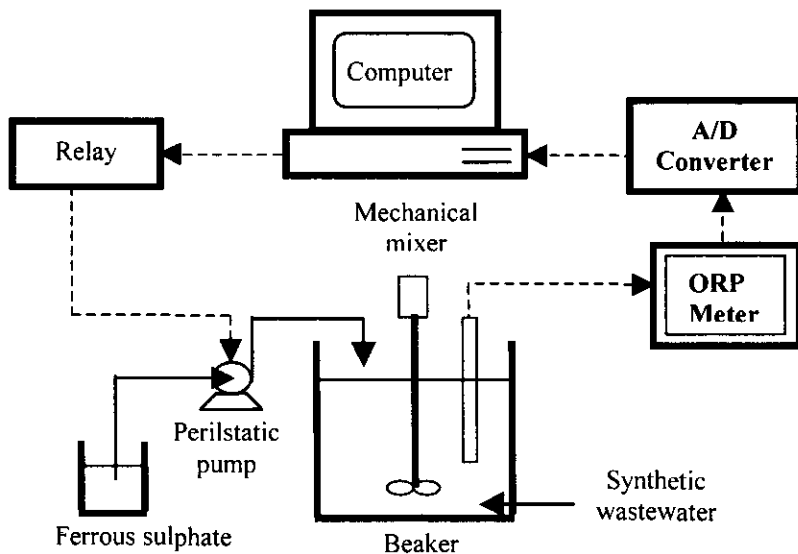 Computer
Relay
A/D
Converter
Mechanical
mixer
ORP
Meter
Perilstatic
pump
Synthetic
wastewater
Ferrous sulphate
Beaker